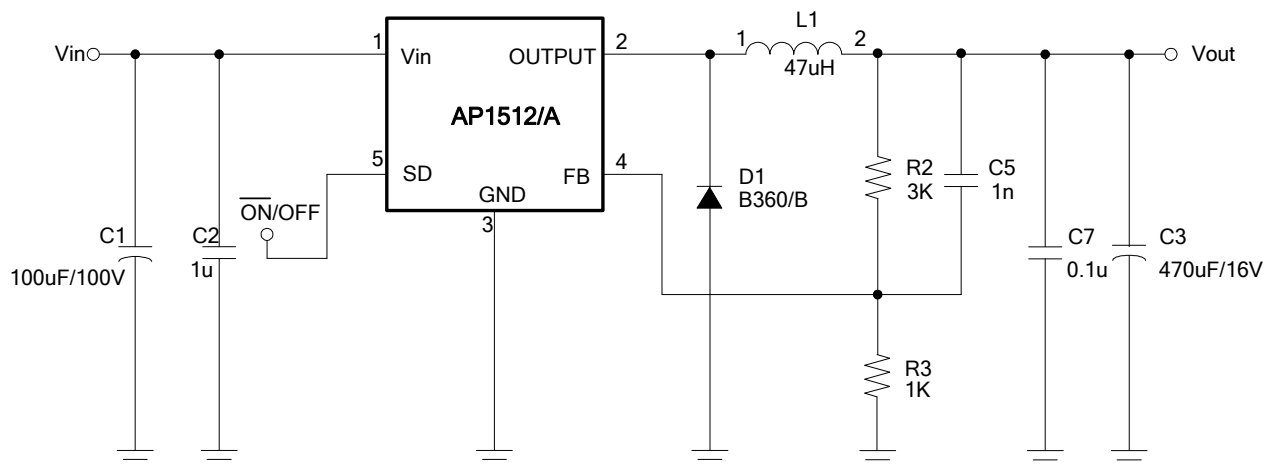 L1
Vin
1
Vin
OUTPUT
2
1
2
47uH
Vout
AP1512/A
5
SD
GND
FB
4
3
ON/OFF
C1
100uF/100V
C2
1u
D1
B360/B
R2
3K
C5
1n
C7
0.1u
C3
470uF/16V
R3
1K